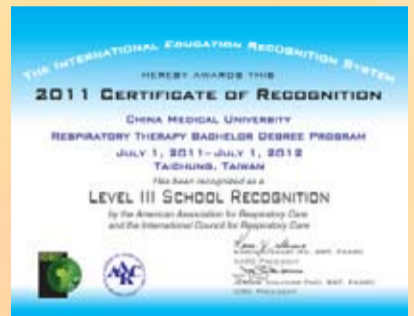 THE INTERNATIONAL EDUCATION RECOGNITION SYSTEM
HEREBY AWARDS THIS
2011 CERTIFICATE OF RECOGNITION
CHINA MEDICAL UNIVERSITY
RESPIRATORY THERAPY BACHELOR DEGREE PROGRAM
JULY 1, 2011–JULY 1, 2012
TAICHUNG, TAIWAN
Has been recognized as a
LEVEL III SCHOOL RECOGNITION
by the American Association for Respiratory Care
and the International Council for Respiratory Care
AARC PRESIDENT
PRESIDENT